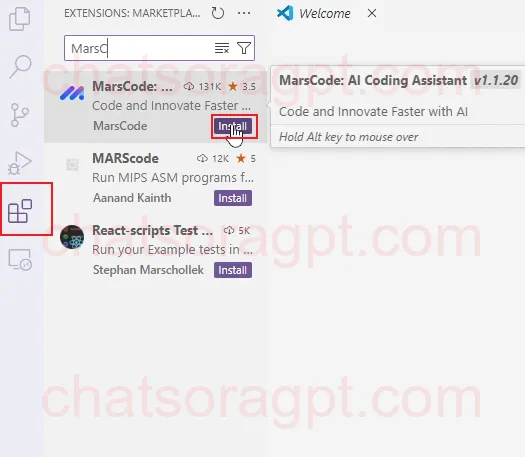 EXTENSIONS: MARKETPLA...
Welcome
MarsC
MarsCode: ...
131K
3.5
Code and Innovate Faster ...
MarsCode
Install
MarsCode: AI Coding Assistant v1.1.20
Code and Innovate Faster with AI
Hold Alt key to mouse over
MARScode
12K
5
Run MIPS ASM programs f...
Aanand Kainth
Install
React-scripts Test ...
5K
Run your Example tests in ...
Stephan Marschollek
Install
chatsoragpt.com
chatsoragpt.com
chatsoragpt.com